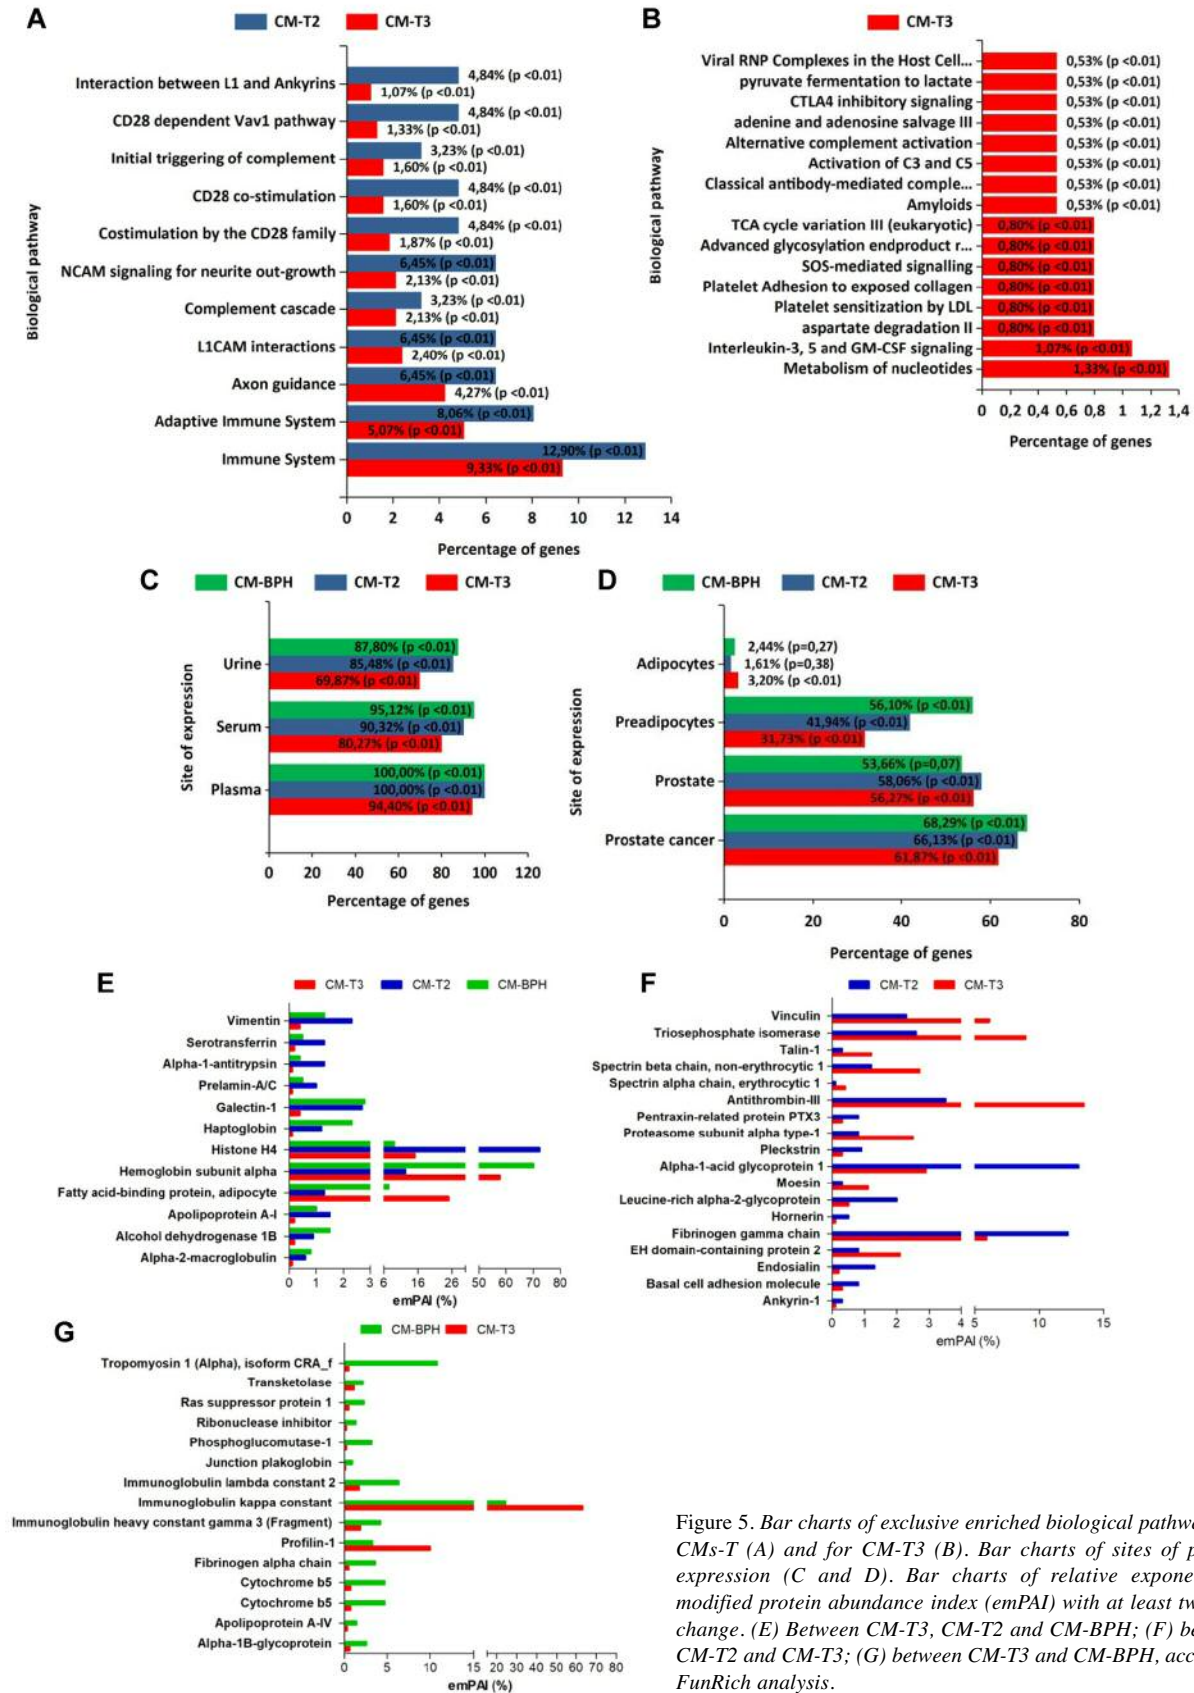 A
CM-T2 CM-T3
Biological pathway
Interaction between L1 and Ankyrins 4,84% (p <0.01) 1,07% (p <0.01)
CD28 dependent Vav1 pathway 4,84% (p <0.01) 1,33% (p <0.01)
Initial triggering of complement 3,23% (p <0.01) 1,60% (p <0.01)
CD28 co-stimulation 4,84% (p <0.01) 1,60% (p <0.01)
Costimulation by the CD28 family 4,84% (p <0.01) 1,87% (p <0.01)
NCAM signaling for neurite out-growth 6,45% (p <0.01) 2,13% (p <0.01)
Complement cascade 3,23% (p <0.01) 2,13% (p <0.01)
L1CAM interactions 6,45% (p <0.01) 2,40% (p <0.01)
Axon guidance 6,45% (p <0.01) 4,27% (p <0.01)
Adaptive Immune System 8,06% (p <0.01) 5,07% (p <0.01)
Immune System 12,90% (p <0.01) 9,33% (p <0.01)
0 2 4 6 8 10 12 14
Percentage of genes
B
CM-T3
Biological pathway
Viral RNP Complexes in the Host Cell... 0,53% (p <0.01)
pyruvate fermentation to lactate 0,53% (p <0.01)
CTLA4 inhibitory signaling 0,53% (p <0.01)
adenine and adenosine salvage III 0,53% (p <0.01)
Alternative complement activation 0,53% (p <0.01)
Activation of C3 and C5 0,53% (p <0.01)
Classical antibody-mediated comple... 0,53% (p <0.01)
Amyloids 0,53% (p <0.01)
TCA cycle variation III (eukaryotic) 0,80% (p <0.01)
Advanced glycosylation endproduct r... 0,80% (p <0.01)
SOS-mediated signalling 0,80% (p <0.01)
Platelet Adhesion to exposed collagen 0,80% (p <0.01)
Platelet sensitization by LDL 0,80% (p <0.01)
aspartate degradation II 0,80% (p <0.01)
Interleukin-3, 5 and GM-CSF signaling 1,07% (p <0.01)
Metabolism of nucleotides 1,33% (p <0.01)
0 0,2 0,4 0,6 0,8 1 1,2 1,4
Percentage of genes
C
CM-BPH CM-T2 CM-T3
Site of expression
Urine 87,80% (p <0.01) 85,48% (p <0.01) 69,87% (p <0.01)
Serum 95,12% (p <0.01) 90,32% (p <0.01) 80,27% (p <0.01)
Plasma 100,00% (p <0.01) 100,00% (p <0.01) 94,40% (p <0.01)
0 20 40 60 80 100 120
Percentage of genes
D
CM-BPH CM-T2 CM-T3
Site of expression
Adipocytes 2,44% (p=0,27) 1,61% (p=0,38) 3,20% (p <0.01)
Preadipocytes 56,10% (p <0.01) 41,94% (p <0.01) 31,73% (p <0.01)
Prostate 53,66% (p=0,07) 58,06% (p <0.01) 56,27% (p <0.01)
Prostate cancer 68,29% (p <0.01) 66,13% (p <0.01) 61,87% (p <0.01)
0 20 40 60 80
Percentage of genes
E
CM-T3 CM-T2 CM-BPH
Vimentin
Serotransferrin
Alpha-1-antitrypsin
Prelamin-A/C
Galectin-1
Haptoglobin
Histone H4
Hemoglobin subunit alpha
Fatty acid-binding protein, adipocyte
Apolipoprotein A-I
Alcohol dehydrogenase 1B
Alpha-2-macroglobulin
0 1 2 3 6 16 26 50 60 70 80
emPAI (%)
F
CM-T2 CM-T3
Vinculin
Triosephosphate isomerase
Talin-1
Spectrin beta chain, non-erythrocytic 1
Spectrin alpha chain, erythrocytic 1
Antithrombin-III
Pentraxin-related protein PTX3
Proteasome subunit alpha type-1
Pleckstrin
Alpha-1-acid glycoprotein 1
Moesin
Leucine-rich alpha-2-glycoprotein
Hornerin
Fibrinogen gamma chain
EH domain-containing protein 2
Endosialin
Basal cell adhesion molecule
Ankyrin-1
0 1 2 3 4 5 10 15
emPAI (%)
G
CM-BPH CM-T3
Tropomyosin 1 (Alpha), isoform CRA_f
Transketolase
Ras suppressor protein 1
Ribonuclease inhibitor
Phosphoglucomutase-1
Junction plakoglobin
Immunoglobulin lambda constant 2
Immunoglobulin kappa constant
Immunoglobulin heavy constant gamma 3 (Fragment)
Profilin-1
Fibrinogen alpha chain
Cytochrome b5
Cytochrome b5
Apolipoprotein A-IV
Alpha-1B-glycoprotein
0 5 10 15 20 30 40 50 60 70 80
emPAI (%)
Figure 5. Bar charts of exclusive enriched biological pathwa
CMs-T (A) and for CM-T3 (B). Bar charts of sites of p
expression (C and D). Bar charts of relative expone
modified protein abundance index (emPAI) with at least tw
change. (E) Between CM-T3, CM-T2 and CM-BPH; (F) be
CM-T2 and CM-T3; (G) between CM-T3 and CM-BPH, acc
FunRich analysis.